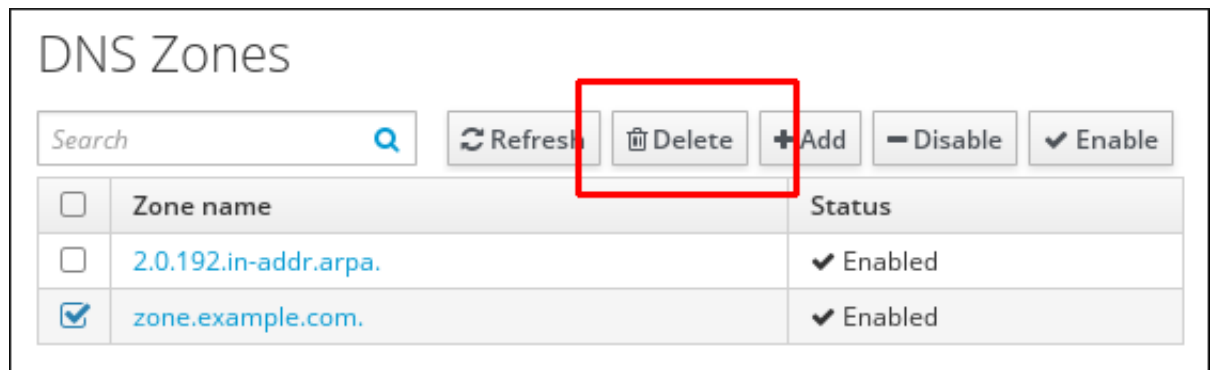 DNS Zones
Search Refresh Delete Add Disable Enable
Zone name Status
2.0.192.in-addr.arpa. Enabled
zone.example.com. Enabled